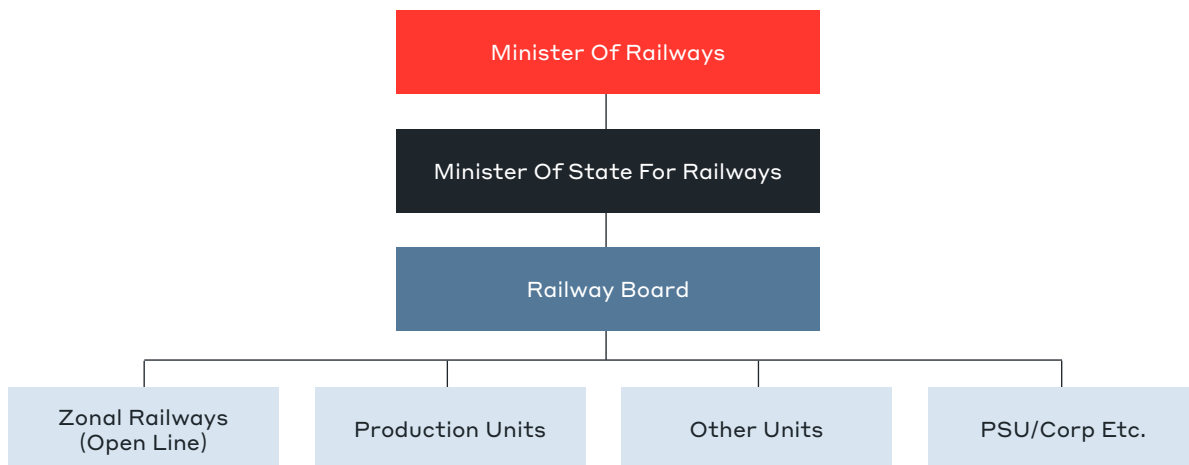 Minister Of Railways
Minister Of State For Railways
Railway Board
Zonal Railways
(Open Line)
Production Units
Other Units
PSU/Corp Etc.